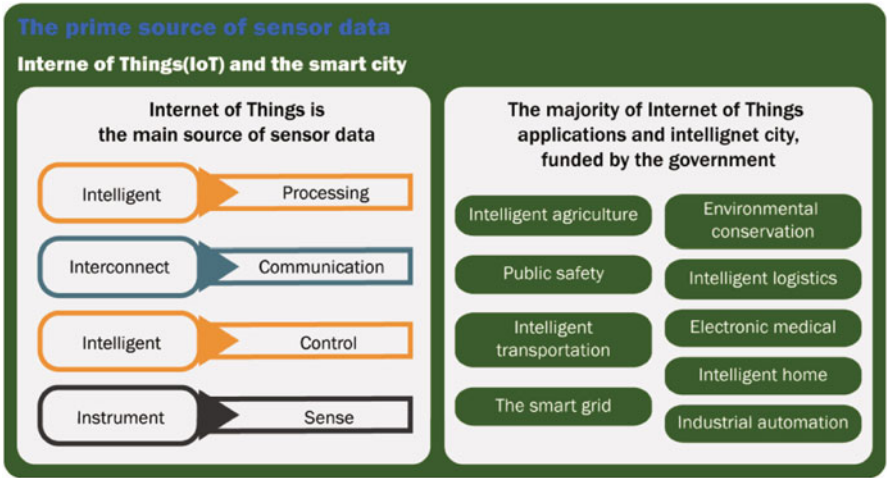 The prime source of sensor data
Interne of Things(IoT) and the smart city
Internet of Things is
the main source of sensor data
Intelligent
Processing
Interconnect
Communication
Intelligent
Control
Instrument
Sense
The majority of Internet of Things
applications and intellignet city,
funded by the government
Intelligent agriculture
Public safety
Intelligent
transportation
The smart grid
Environmental
conservation
Intelligent logistics
Electronic medical
Intelligent home
Industrial automation